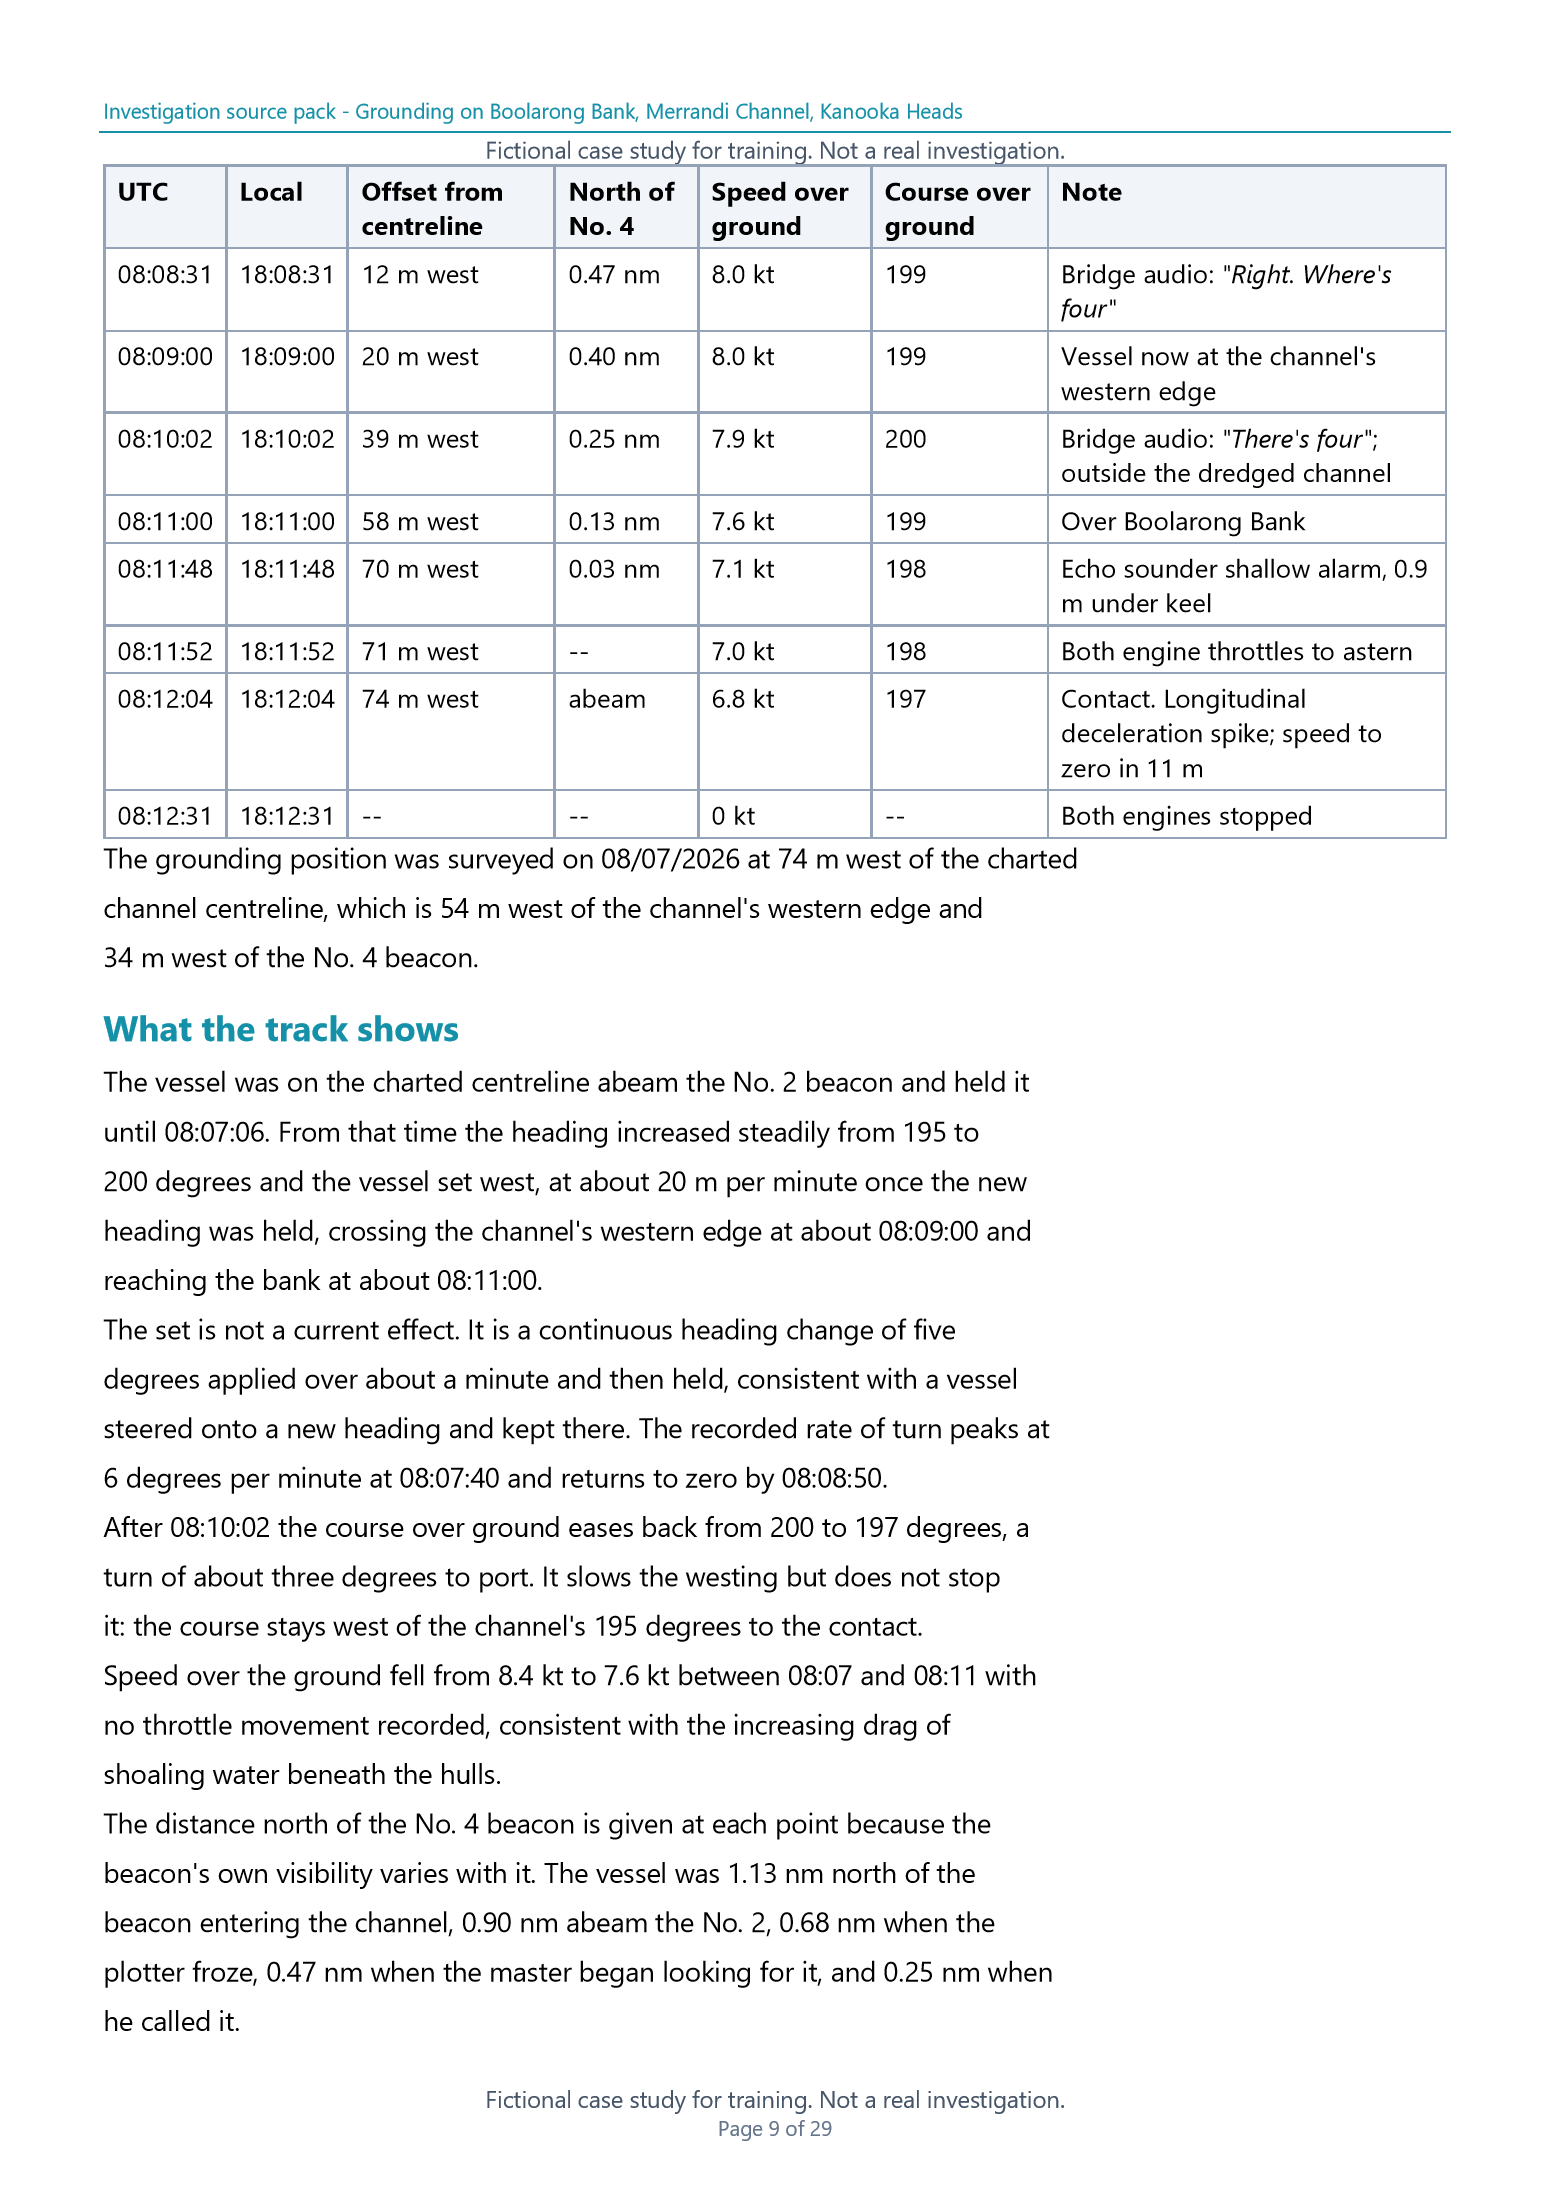 Investigation source pack - Grounding on Boolarong Bank, Merrandi Channel, Kanooka Heads
Fictional case study for training. Not a real investigation.
UTC Local Offset from centreline North of No. 4 Speed over ground Course over ground Note
08:08:31 18:08:31 12 m west 0.47 nm 8.0 kt 199 Bridge audio: "Right. Where's four"
08:09:00 18:09:00 20 m west 0.40 nm 8.0 kt 199 Vessel now at the channel's western edge
08:10:02 18:10:02 39 m west 0.25 nm 7.9 kt 200 Bridge audio: "There's four"; outside the dredged channel
08:11:00 18:11:00 58 m west 0.13 nm 7.6 kt 199 Over Boolarong Bank
08:11:48 18:11:48 70 m west 0.03 nm 7.1 kt 198 Echo sounder shallow alarm, 0.9 m under keel
08:11:52 18:11:52 71 m west -- 7.0 kt 198 Both engine throttles to astern
08:12:04 18:12:04 74 m west abeam 6.8 kt 197 Contact. Longitudinal deceleration spike; speed to zero in 11 m
08:12:31 18:12:31 -- -- 0 kt -- Both engines stopped
The grounding position was surveyed on 08/07/2026 at 74 m west of the charted
channel centreline, which is 54 m west of the channel's western edge and
34 m west of the No. 4 beacon.
What the track shows
The vessel was on the charted centreline abeam the No. 2 beacon and held it
until 08:07:06. From that time the heading increased steadily from 195 to
200 degrees and the vessel set west, at about 20 m per minute once the new
heading was held, crossing the channel's western edge at about 08:09:00 and
reaching the bank at about 08:11:00.
The set is not a current effect. It is a continuous heading change of five
degrees applied over about a minute and then held, consistent with a vessel
steered onto a new heading and kept there. The recorded rate of turn peaks at
6 degrees per minute at 08:07:40 and returns to zero by 08:08:50.
After 08:10:02 the course over ground eases back from 200 to 197 degrees, a
turn of about three degrees to port. It slows the westing but does not stop
it: the course stays west of the channel's 195 degrees to the contact.
Speed over the ground fell from 8.4 kt to 7.6 kt between 08:07 and 08:11 with
no throttle movement recorded, consistent with the increasing drag of
shoaling water beneath the hulls.
The distance north of the No. 4 beacon is given at each point because the
beacon's own visibility varies with it. The vessel was 1.13 nm north of the
beacon entering the channel, 0.90 nm abeam the No. 2, 0.68 nm when the
plotter froze, 0.47 nm when the master began looking for it, and 0.25 nm when
he called it.
Fictional case study for training. Not a real investigation.
Page 9 of 29